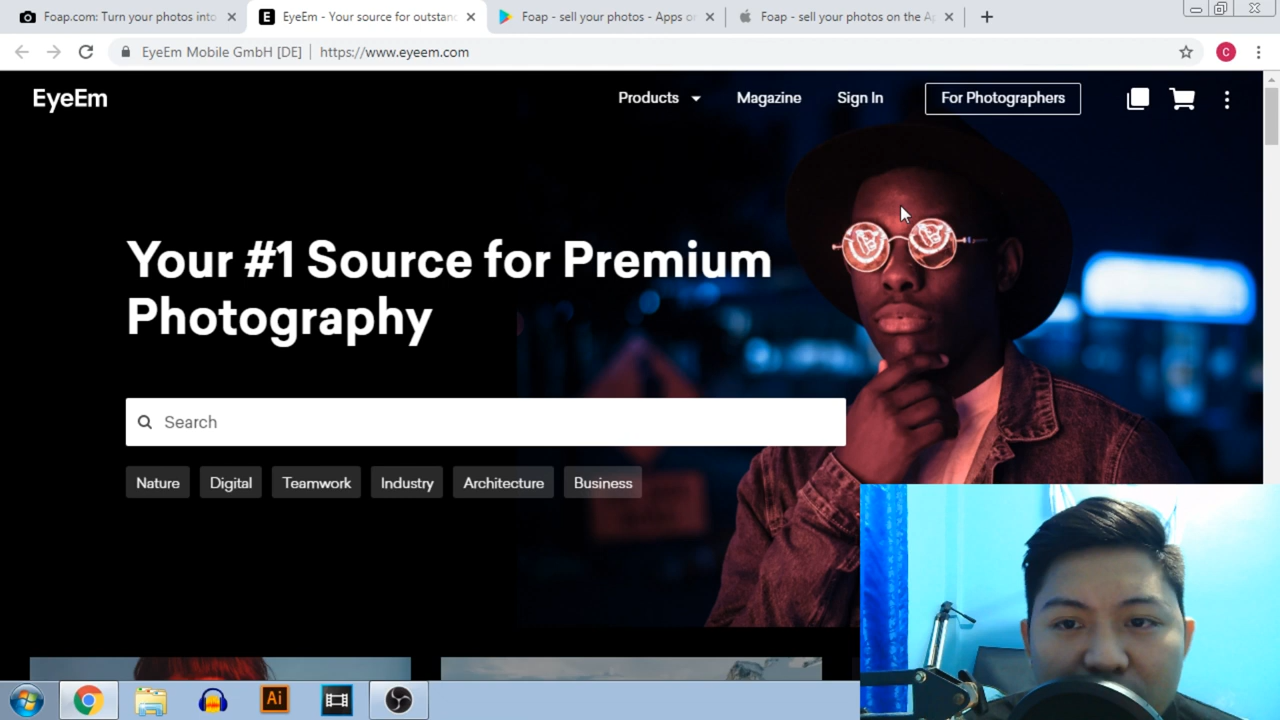 Foap.com: Turn your photos into
EyeEm - Your source for outstanc
Foap - sell your photos - Apps o
Foap - sell your photos on the A
C
EyeEm Mobile GmbH [DE] | https://www.eyeem.com
EyeEm
Products
Magazine
Sign In
For Photographers
Your #1 Source for Premium
Photography
Search
Nature
Digital
Teamwork
Industry
Architecture
Business
Ai